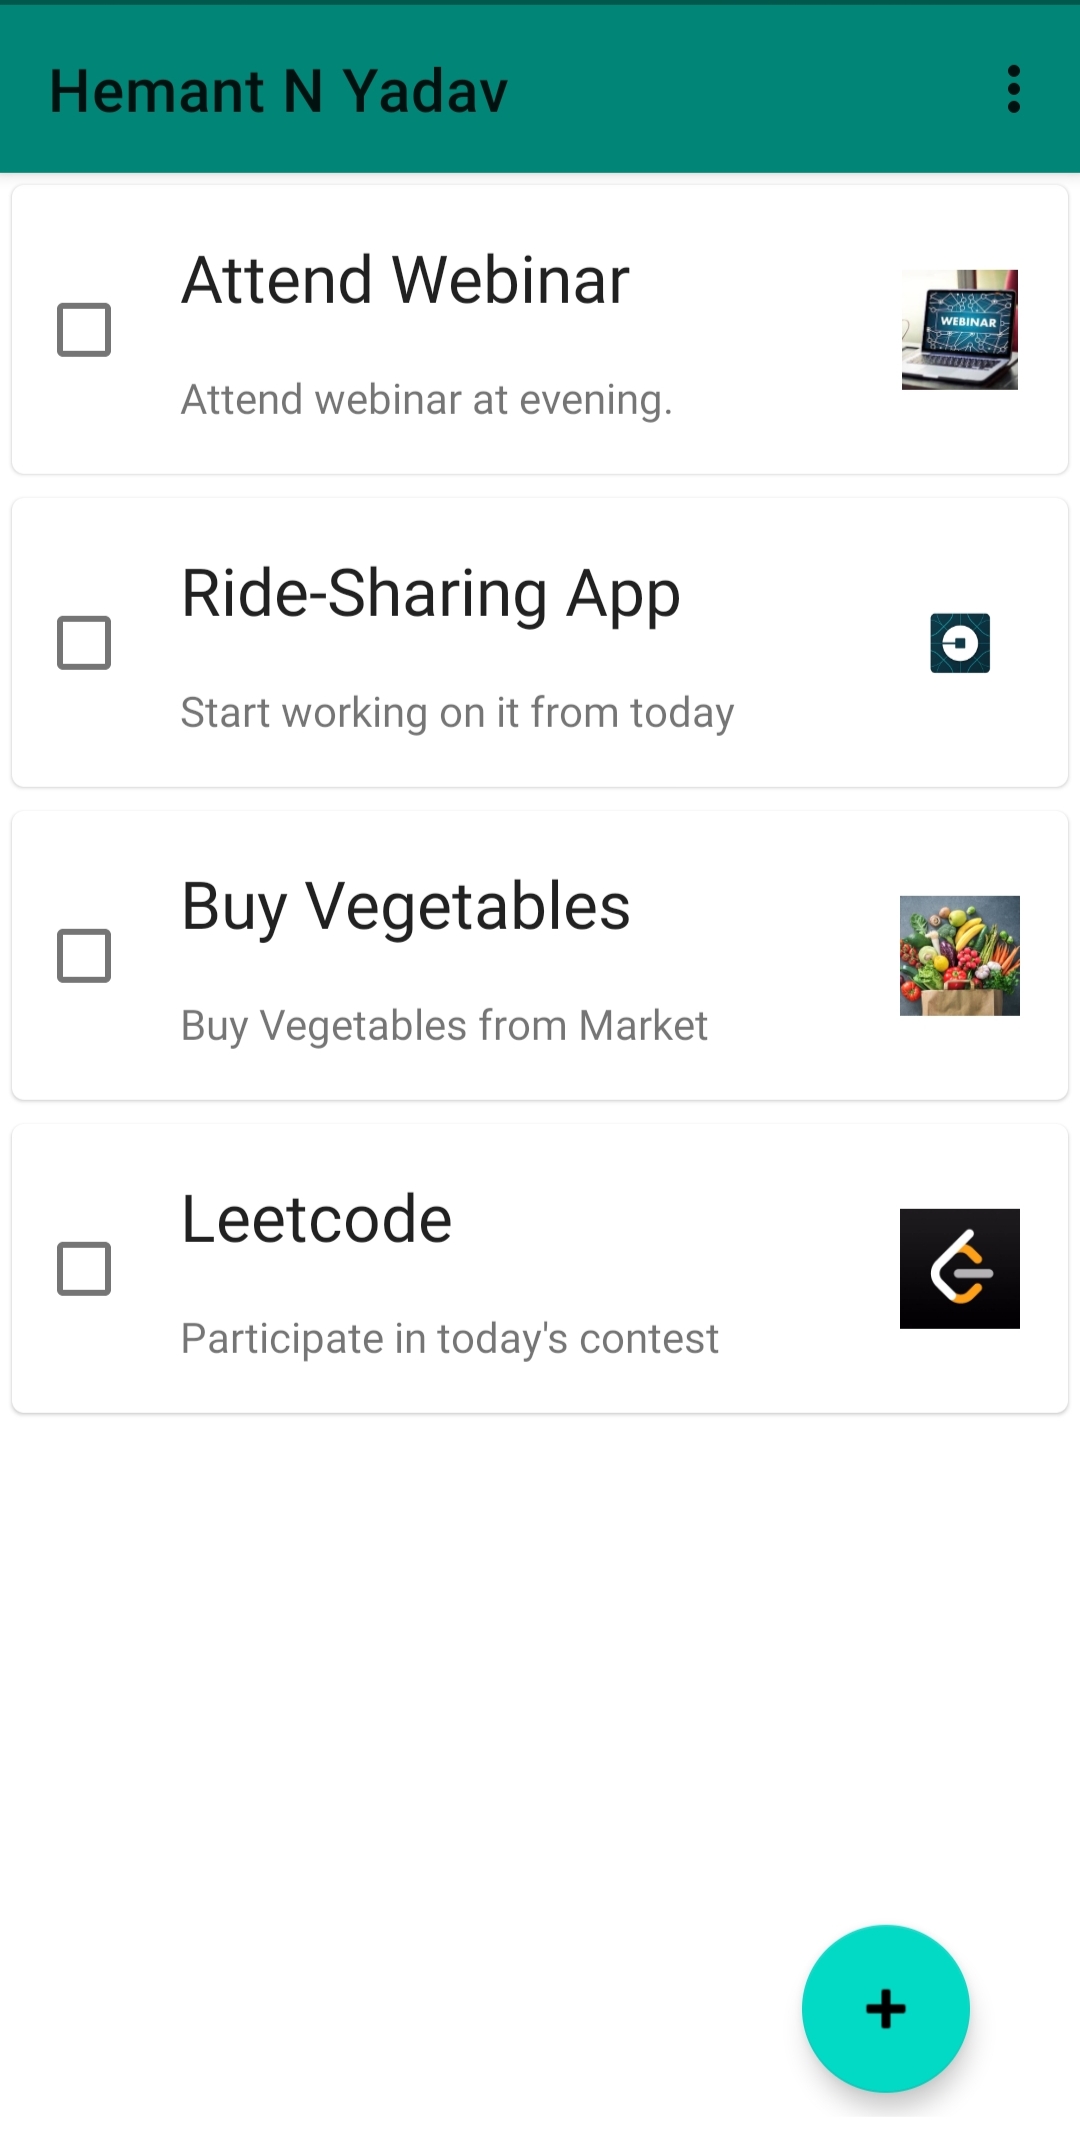 Hemant N Yadav
Attend Webinar
WEBINAR
Attend webinar at evening.
Ride-Sharing App
Start working on it from today
Buy Vegetables
Buy Vegetables from Market
Leetcode
Participate in today's contest